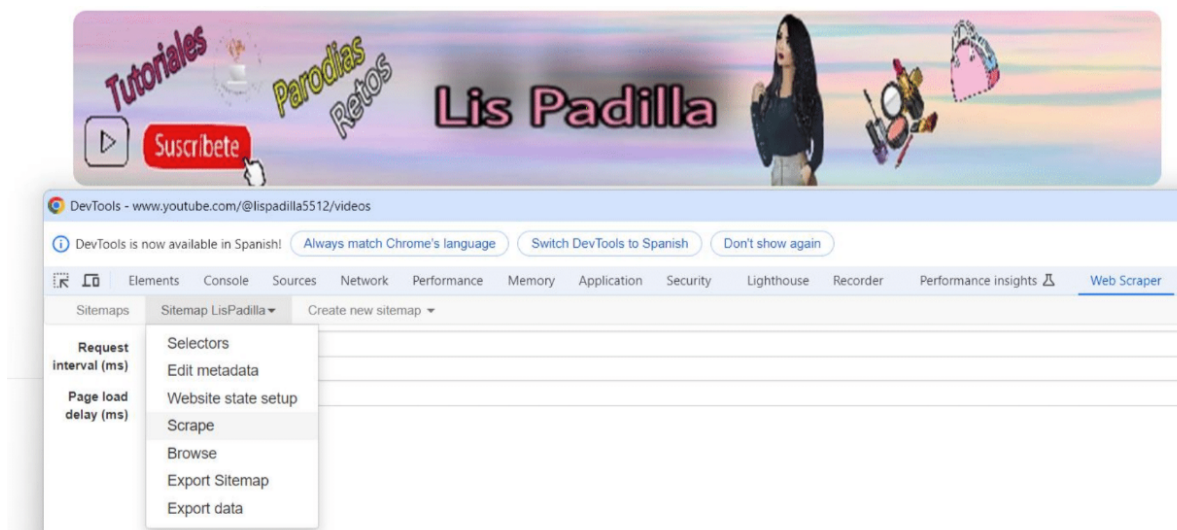 Tutoriales
Parodias
Retos
Lis Padilla
Suscríbete
DevTools - www.youtube.com/@lispadilla5512/videos
DevTools is now available in Spanish! Always match Chrome's language Switch DevTools to Spanish Don't show again
Elements Console Sources Network Performance Memory Application Security Lighthouse Recorder Performance insights Web Scraper
Sitemaps Sitemap LisPadilla Create new sitemap
Request interval (ms)
Page load delay (ms)
Selectors
Edit metadata
Website state setup
Scrape
Browse
Export Sitemap
Export data